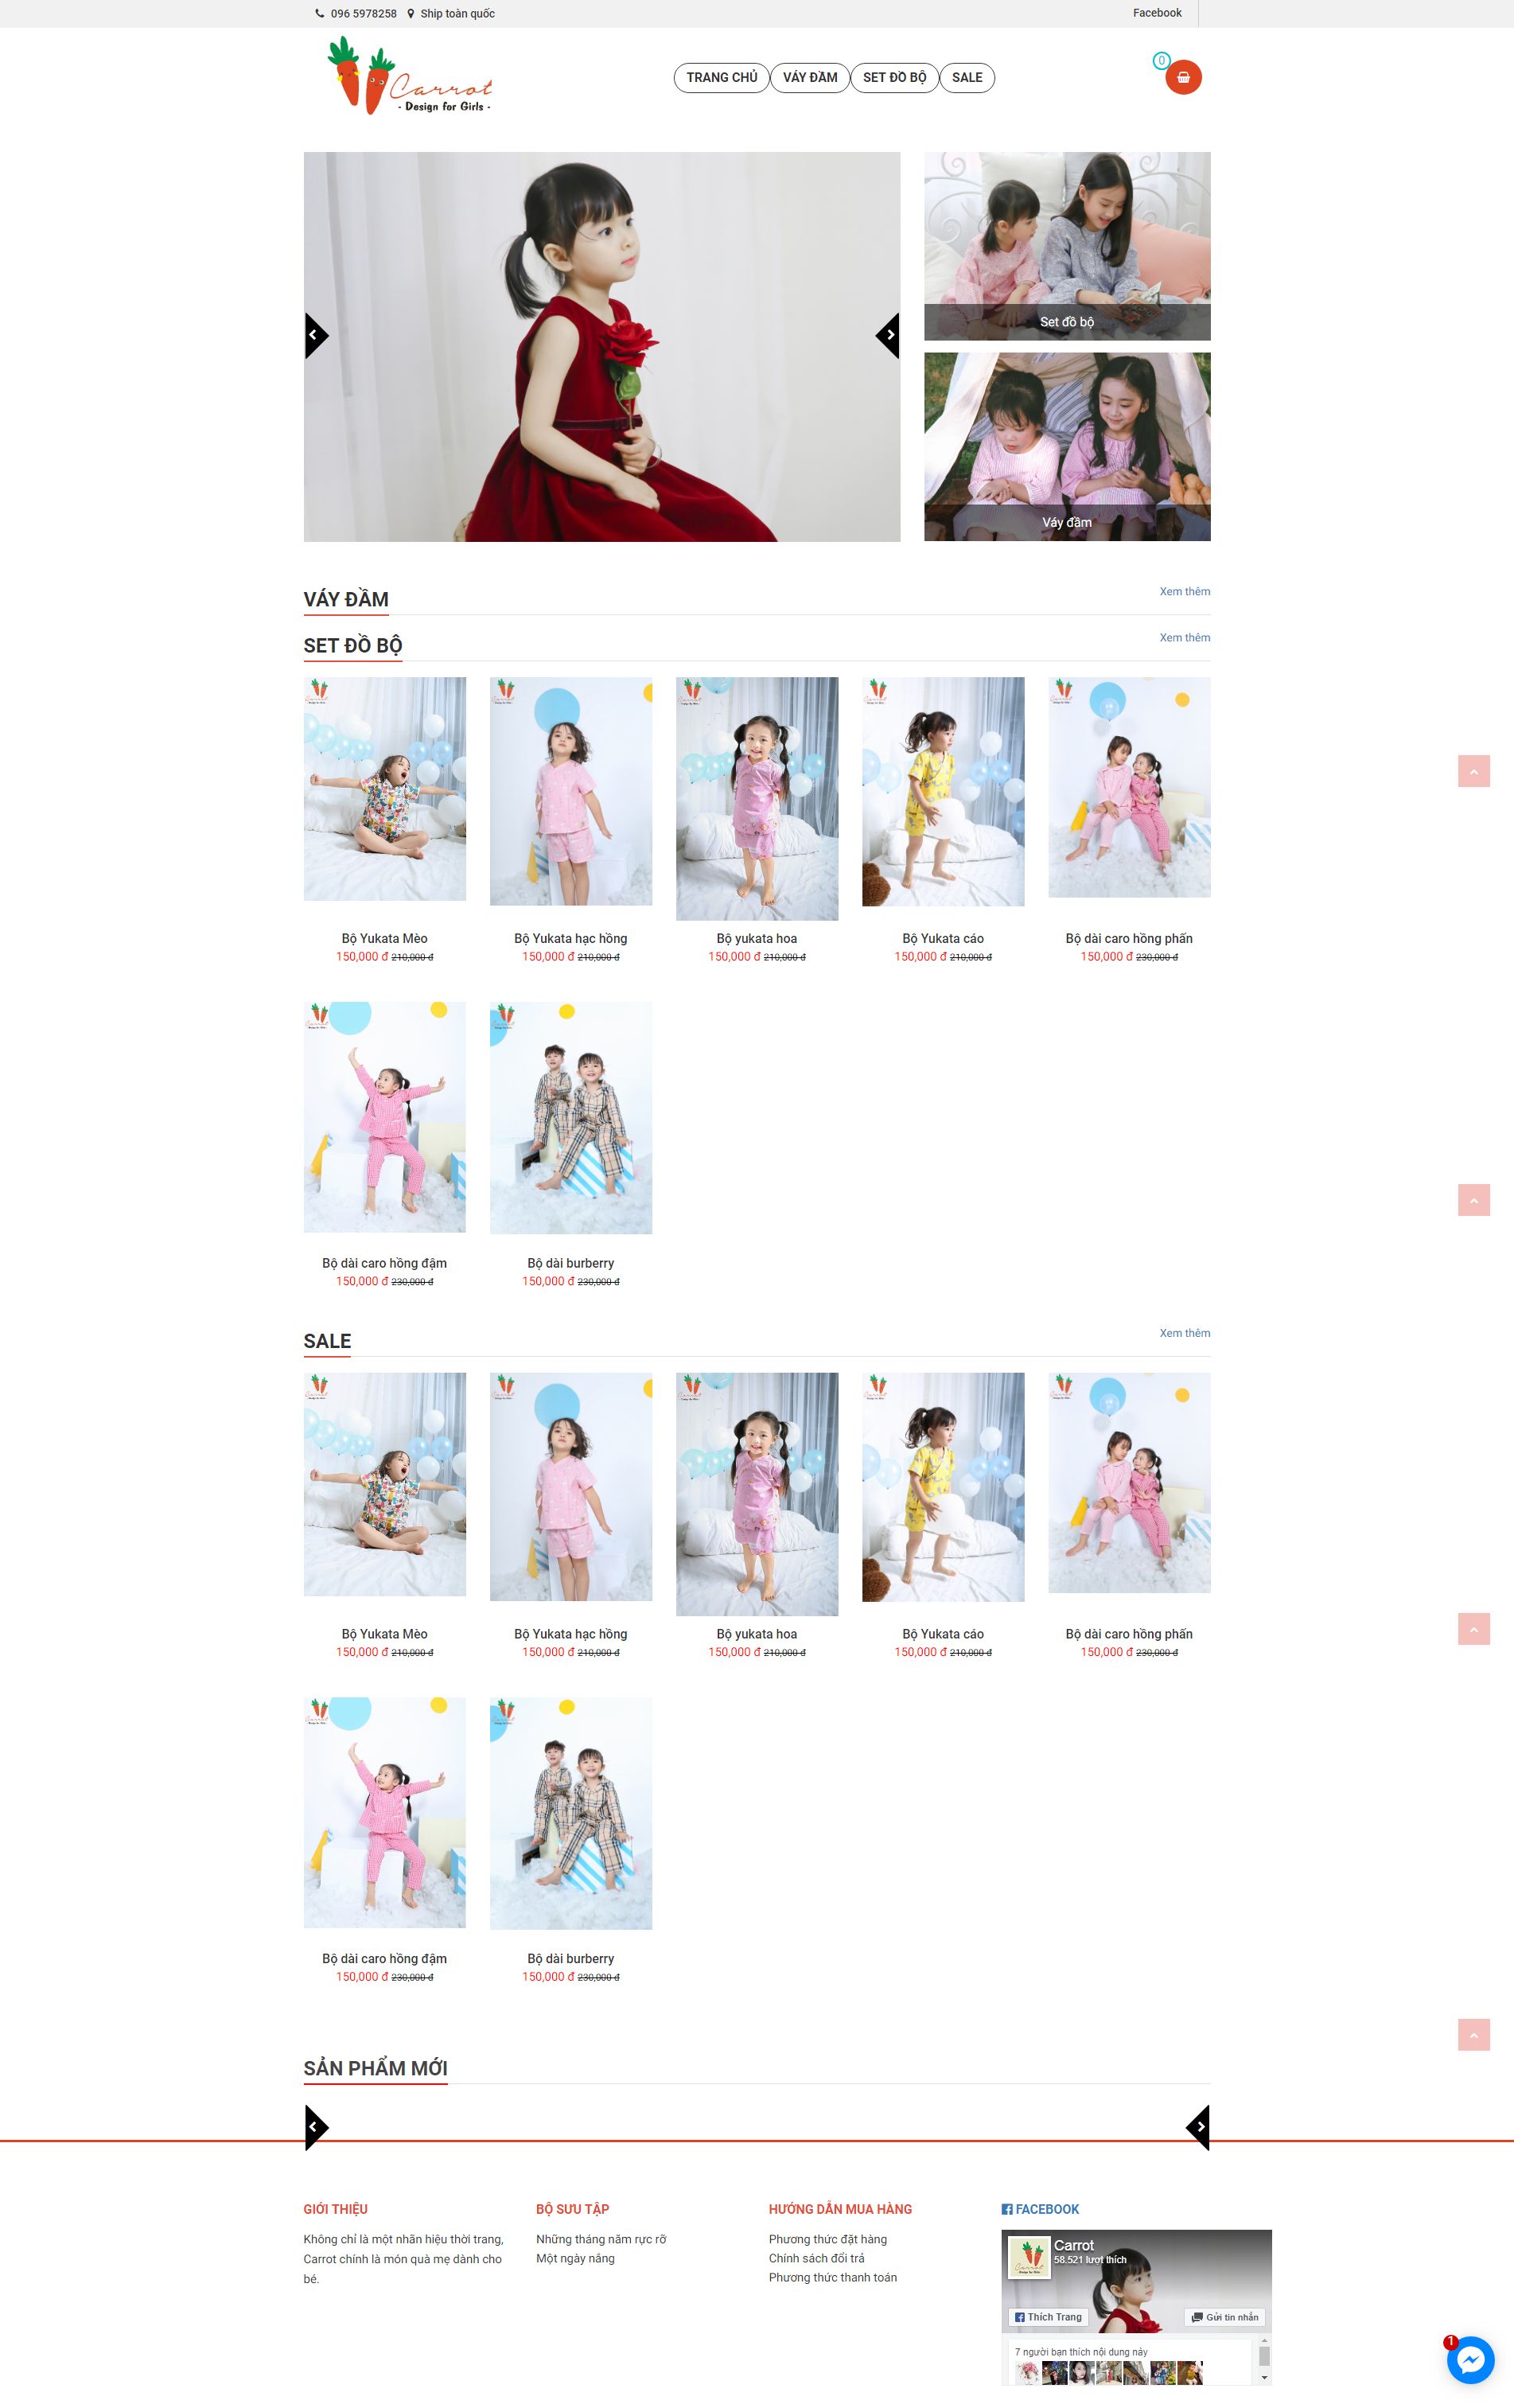 096 5978258 Ship toàn quốc
Facebook
Carrot
- Design for Girls -
TRANG CHỦ
VÁY ĐẦM
SET ĐỒ BỘ
SALE
0
Set đồ bộ
Váy đầm
VÁY ĐẦM
Xem thêm
SET ĐỒ BỘ
Xem thêm
Bộ Yukata Mèo
150,000 đ 210,000 đ
Bộ Yukata hạc hồng
150,000 đ 210,000 đ
Bộ yukata hoa
150,000 đ 210,000 đ
Bộ Yukata cáo
150,000 đ 210,000 đ
Bộ dài caro hồng phấn
150,000 đ 230,000 đ
Bộ dài caro hồng đậm
150,000 đ 230,000 đ
Bộ dài burberry
150,000 đ 230,000 đ
SALE
Xem thêm
Bộ Yukata Mèo
150,000 đ 210,000 đ
Bộ Yukata hạc hồng
150,000 đ 210,000 đ
Bộ yukata hoa
150,000 đ 210,000 đ
Bộ Yukata cáo
150,000 đ 210,000 đ
Bộ dài caro hồng phấn
150,000 đ 230,000 đ
Bộ dài caro hồng đậm
150,000 đ 230,000 đ
Bộ dài burberry
150,000 đ 230,000 đ
SẢN PHẨM MỚI
GIỚI THIỆU
Không chỉ là một nhãn hiệu thời trang,
Carrot chính là món quà mẹ dành cho
bé.
BỘ SƯU TẬP
Những tháng năm rực rỡ
Một ngày nắng
HƯỚNG DẪN MUA HÀNG
Phương thức đặt hàng
Chính sách đổi trả
Phương thức thanh toán
FACEBOOK
Carrot
58.521 lượt thích
Thích Trang
Gửi tin nhắn
7 người bạn thích nội dung này
1